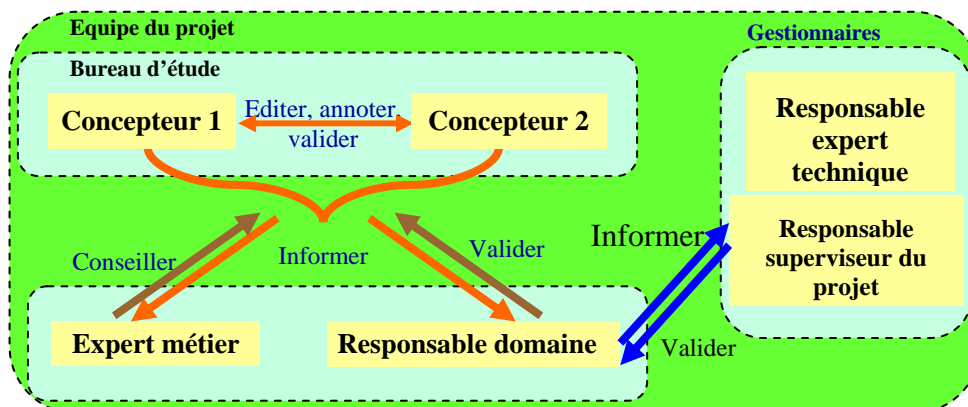 Equipe du projet
Gestionnaires
Bureau d'étude
Concepteur 1
Editer, annoter,
valider
Concepteur 2
Responsable
expert
technique
Responsable
superviseur du
projet
Informer
Conseiller
Informer
Valider
Valider
Expert métier
Responsable domaine